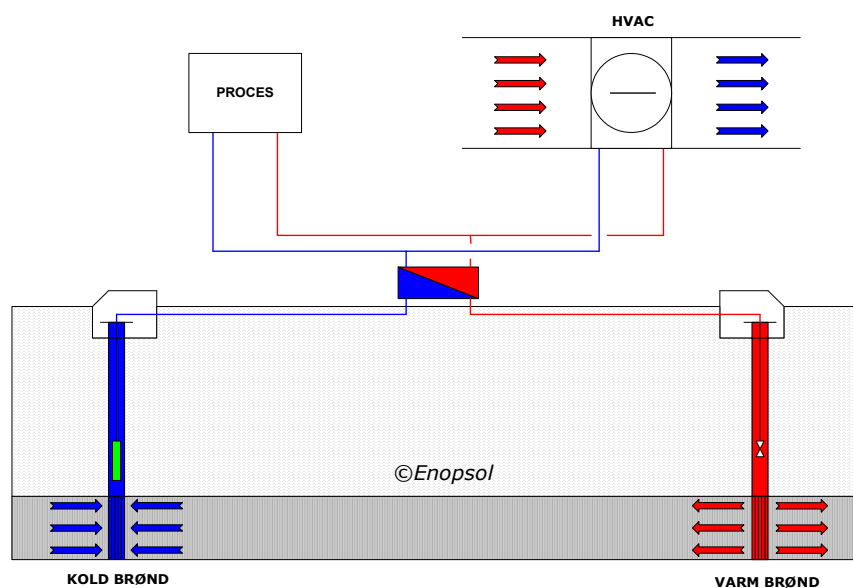 HVAC
PROCES
©Enopsol
KOLD BRØND
VARM BRØND